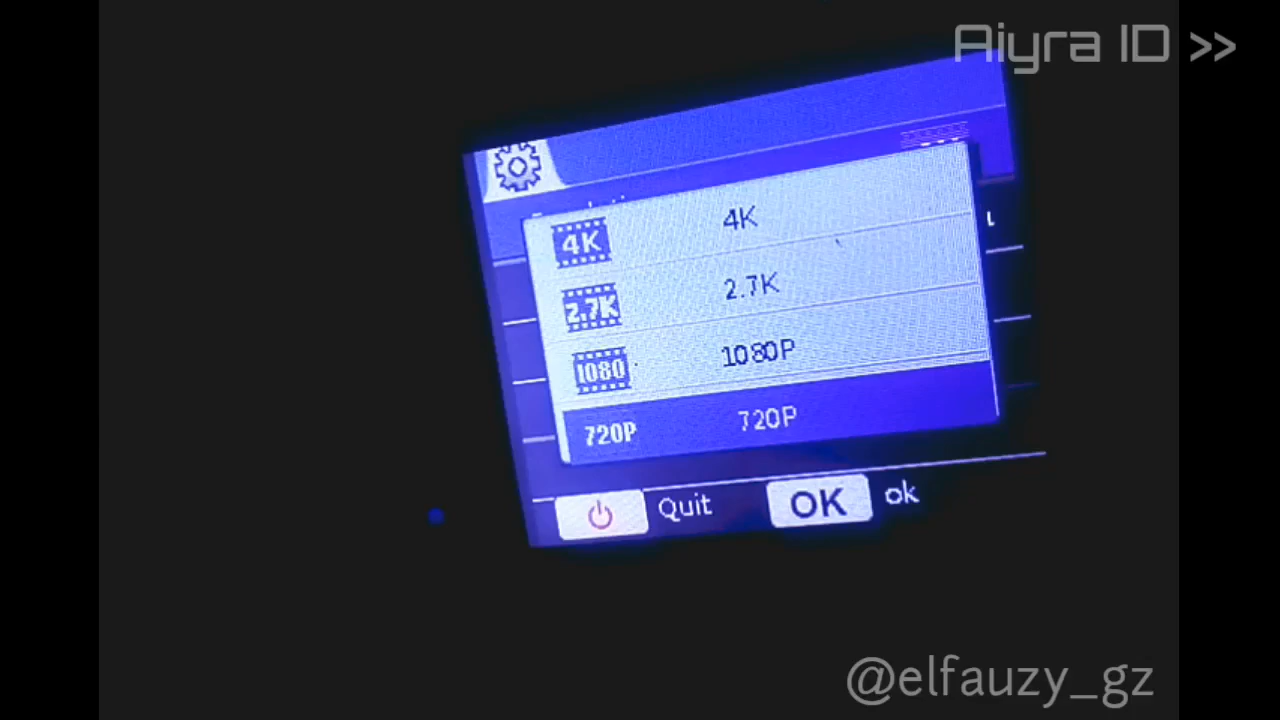 Aiyra ID >>
4K 4K
2.7K 2.7K
1080 1080P
720P 720P
Quit OK ok
@elfauzy_gz